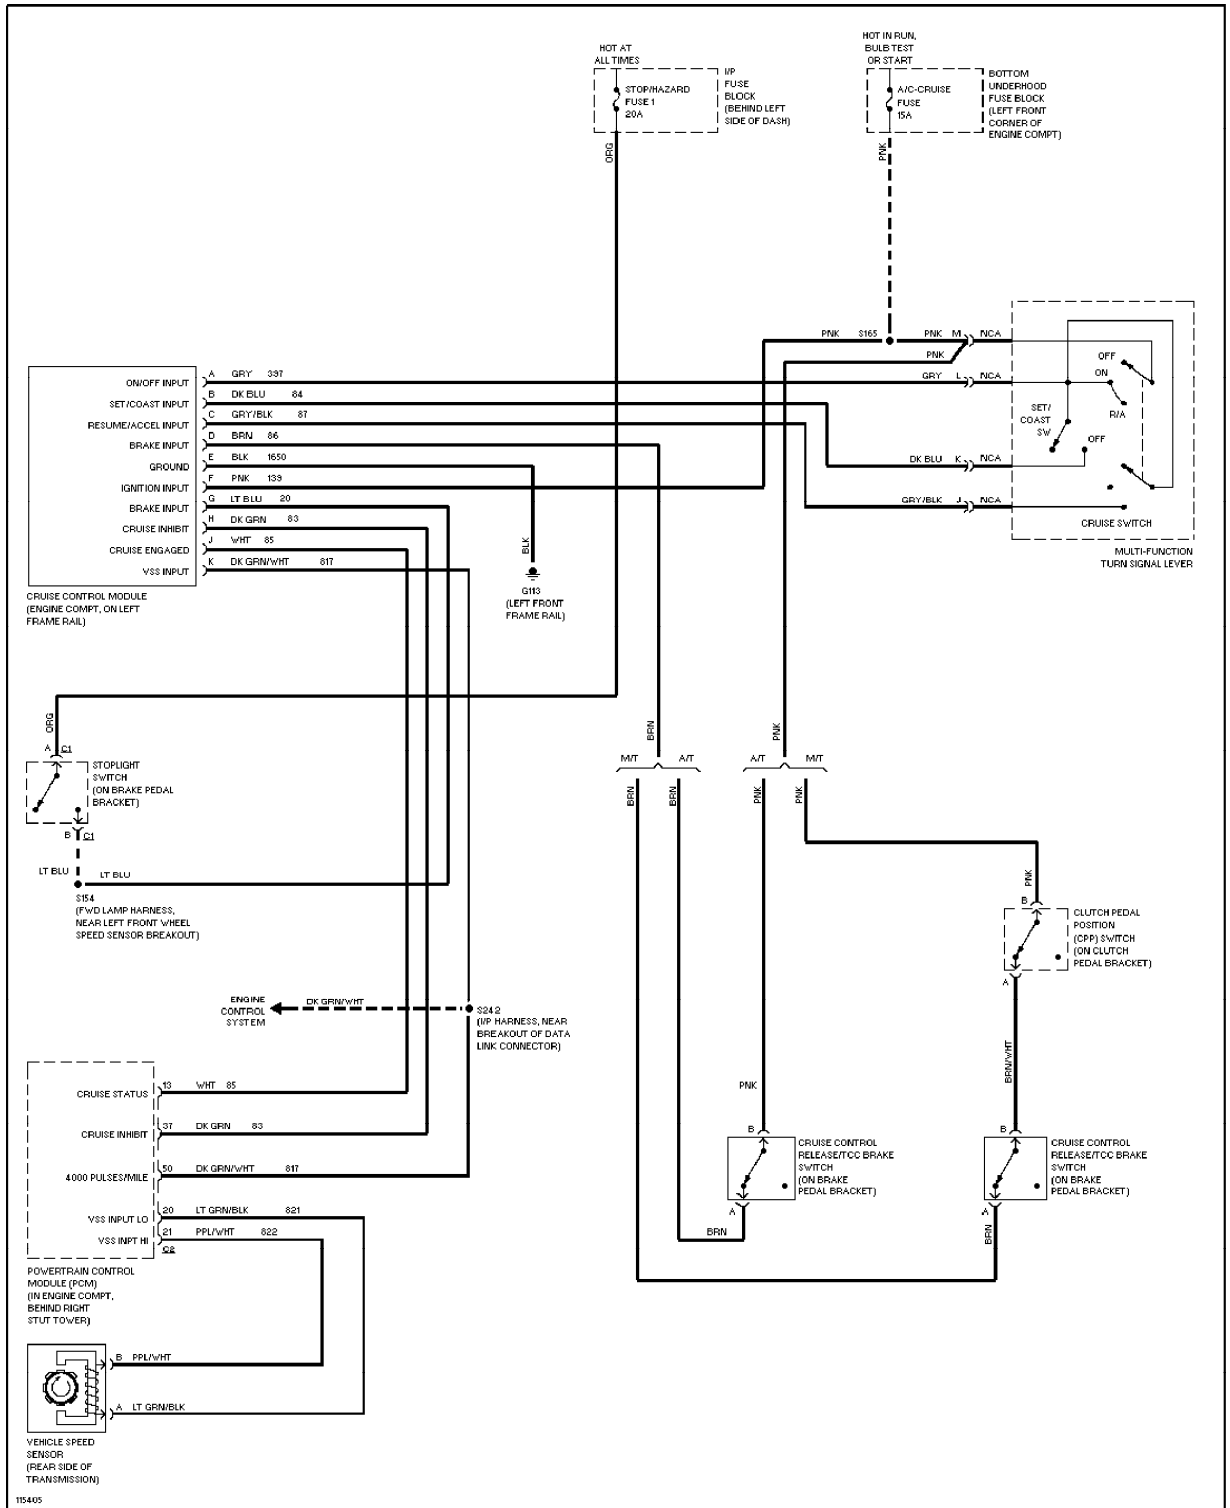 HOT AT
ALL TIMES
STOP/HAZARD
FUSE 1
20A
I/P
FUSE
BLOCK
(BEHIND LEFT
SIDE OF DASH)
HOT IN RUN,
BULB TEST
OR START
A/C-CRUISE
FUSE
15A
BOTTOM
UNDERHOOD
FUSE BLOCK
(LEFT FRONT
CORNER OF
ENGINE COMPT)
ORG
PNK
PNK S165 PNK M NCA
PNK
GRY L NCA
DK BLU K NCA
GRY/BLK J NCA
OFF
ON
R/A
SET/
COAST
SW
OFF
CRUISE SWITCH
MULTI-FUNCTION
TURN SIGNAL LEVER
ON/OFF INPUT A GRY 397
SET/COAST INPUT B DK BLU 84
RESUME/ACCEL INPUT C GRY/BLK 87
BRAKE INPUT D BRN 86
GROUND E BLK 1650
IGNITION INPUT F PNK 139
BRAKE INPUT G LT BLU 20
CRUISE INHIBIT H DK GRN 83
CRUISE ENGAGED J WHT 85
VSS INPUT K DK GRN/WHT 817
CRUISE CONTROL MODULE
(ENGINE COMPT, ON LEFT
FRAME RAIL)
BLK
G113
(LEFT FRONT
FRAME RAIL)
ORG
A C1
STOPLIGHT
SWITCH
(ON BRAKE PEDAL
BRACKET)
B C1
LT BLU
LT BLU
S154
(FWD LAMP HARNESS,
NEAR LEFT FRONT WHEEL
SPEED SENSOR BREAKOUT)
BRN
M/T A/T
BRN
BRN
PNK
A/T M/T
PNK
PNK
PNK
B
CLUTCH PEDAL
POSITION
(CPP) SWITCH
(ON CLUTCH
PEDAL BRACKET)
A
BRN/WHT
ENGINE
CONTROL
SYSTEM
DK GRN/WHT
S242
(I/P HARNESS, NEAR
BREAKOUT OF DATA
LINK CONNECTOR)
CRUISE STATUS 13 WHT 85
CRUISE INHIBIT 37 DK GRN 83
4000 PULSES/MILE 50 DK GRN/WHT 817
VSS INPUT LO 20 LT GRN/BLK 821
VSS INPT HI 21 PPL/WHT 822
C2
POWERTRAIN CONTROL
MODULE (PCM)
(IN ENGINE COMPT,
BEHIND RIGHT
STUT TOWER)
PNK
B
CRUISE CONTROL
RELEASE/TCC BRAKE
SWITCH
(ON BRAKE
PEDAL BRACKET)
A
BRN
B
CRUISE CONTROL
RELEASE/TCC BRAKE
SWITCH
(ON BRAKE
PEDAL BRACKET)
A
BRN
B PPL/WHT
A LT GRN/BLK
VEHICLE SPEED
SENSOR
(REAR SIDE OF
TRANSMISSION)
115405